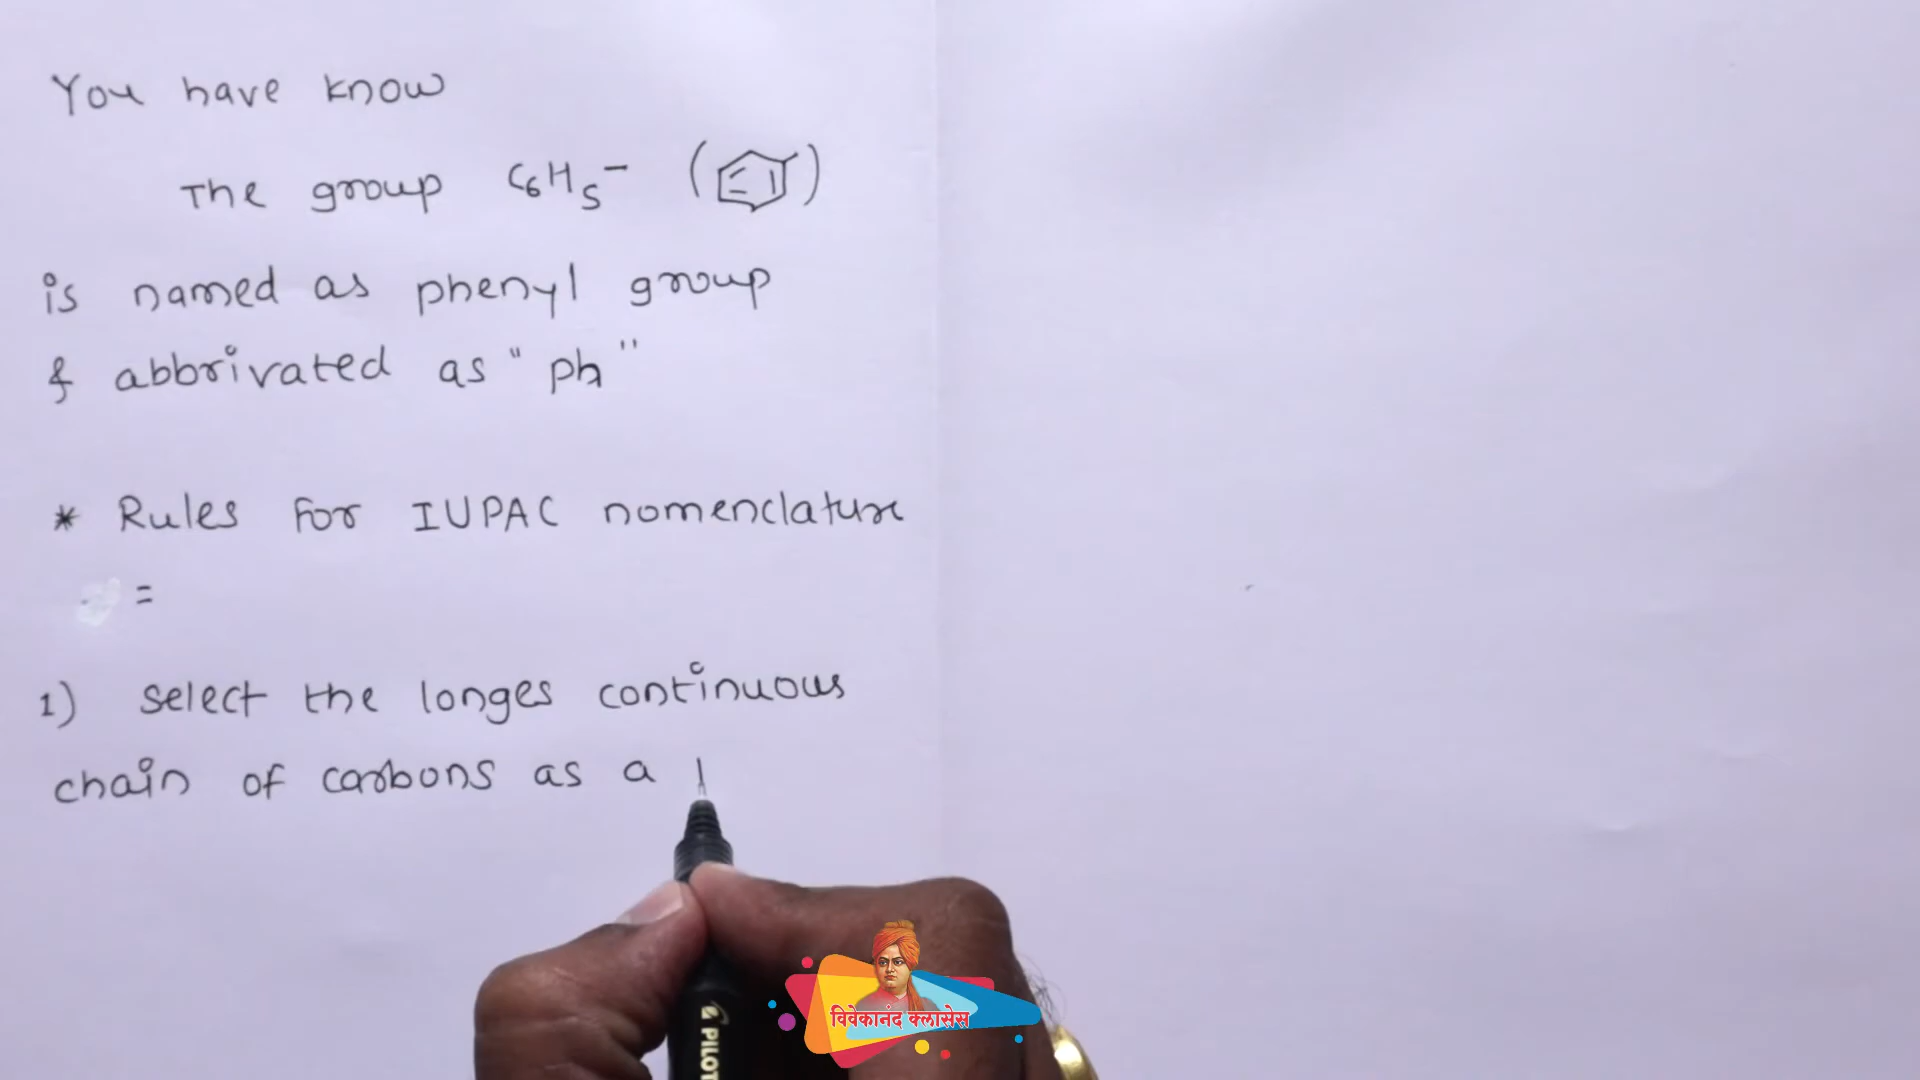 You have know
The group C6H5- ( )
is named as phenyl group
& abbrivated as "ph"
* Rules For IUPAC nomenclature
=
1) select the longes continuous
chain of carbons as a
PILOT
विवेकानंद क्लासेस